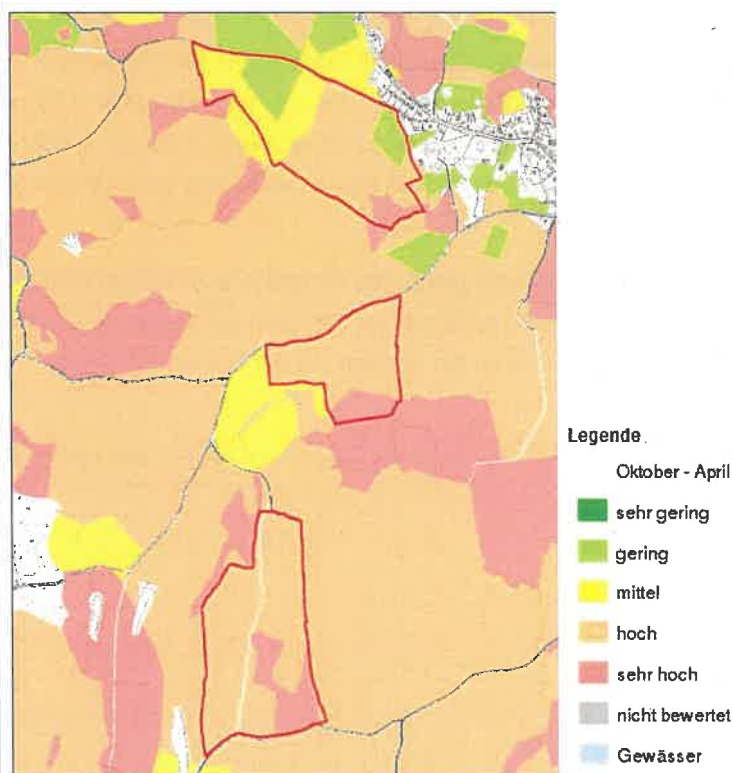 Legende
Oktober - April
sehr gering
gering
mittel
hoch
sehr hoch
nicht bewertet
Gewässer